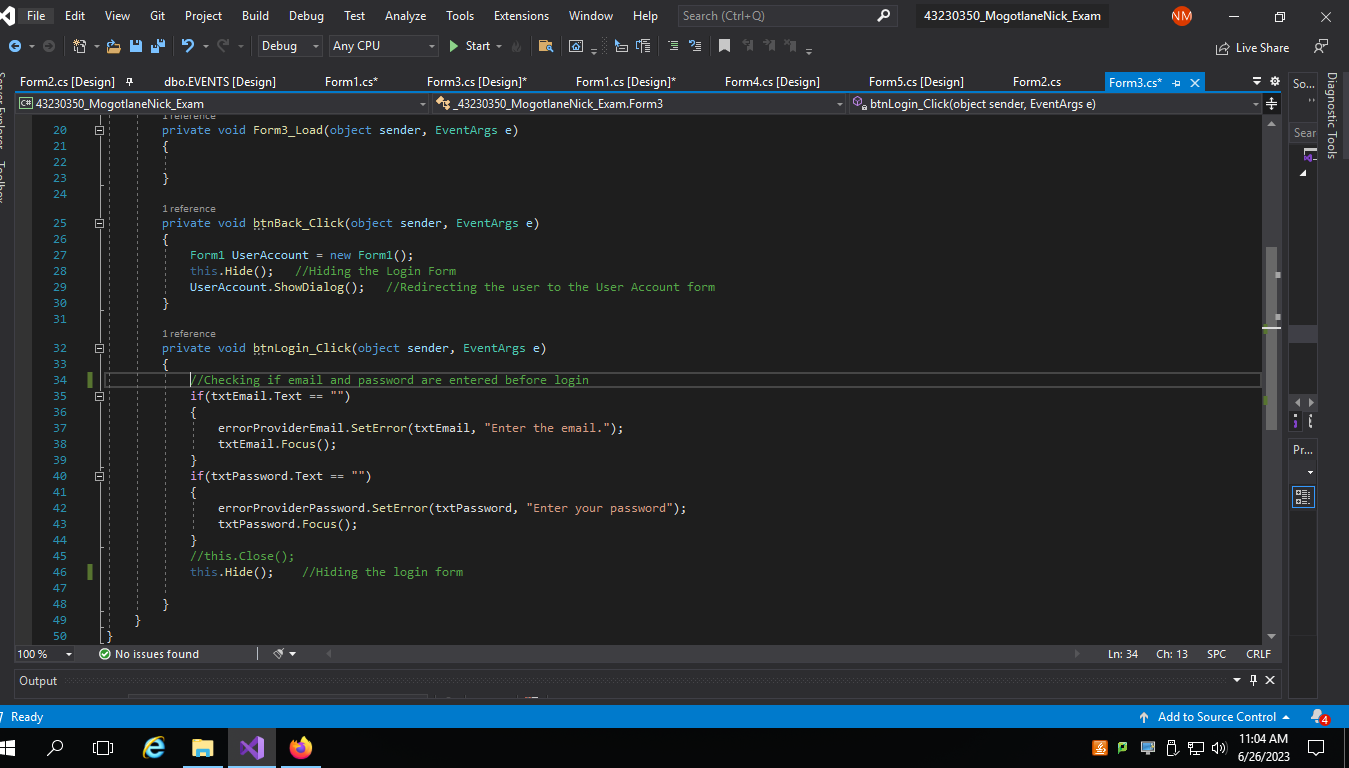 File Edit View Git Project Build Debug Test Analyze Tools Extensions Window Help Search (Ctrl+Q) 43230350_MogotlaneNick_Exam NM
Debug Any CPU Start Live Share
Form2.cs [Design] dbo.EVENTS [Design] Form1.cs* Form3.cs [Design]* Form1.cs [Design]* Form4.cs [Design] Form5.cs [Design] Form2.cs Form3.cs* So...
C# 43230350_MogotlaneNick_Exam _43230350_MogotlaneNick_Exam.Form3 btnLogin_Click(object sender, EventArgs e)
Server Explorer
Toolbox
Diagnostic Tools
Sear
Pr...
1 reference
20 private void Form3_Load(object sender, EventArgs e)
21 {
22
23 }
24
1 reference
25 private void btnBack_Click(object sender, EventArgs e)
26 {
27 Form1 UserAccount = new Form1();
28 this.Hide(); //Hiding the Login Form
29 UserAccount.ShowDialog(); //Redirecting the user to the User Account form
30 }
31
1 reference
32 private void btnLogin_Click(object sender, EventArgs e)
33 {
34 //Checking if email and password are entered before login
35 if(txtEmail.Text == "")
36 {
37 errorProviderEmail.SetError(txtEmail, "Enter the email.");
38 txtEmail.Focus();
39 }
40 if(txtPassword.Text == "")
41 {
42 errorProviderPassword.SetError(txtPassword, "Enter your password");
43 txtPassword.Focus();
44 }
45 //this.Close();
46 this.Hide(); //Hiding the login form
47
48 }
49 }
50 }
100 % No issues found Ln: 34 Ch: 13 SPC CRLF
Output
Ready Add to Source Control 4
11:04 AM
6/26/2023